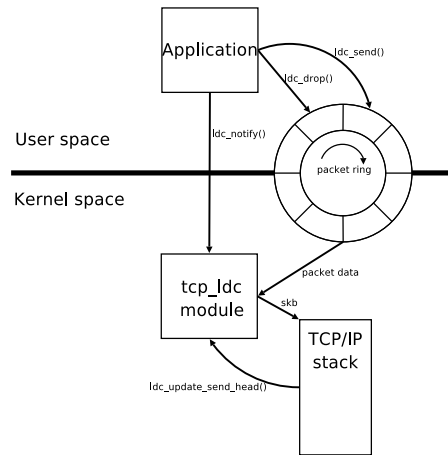 Application
ldc_send()
ldc_drop()
ldc_notify()
User space
packet ring
Kernel space
packet data
tcp_ldc
module
skb
TCP/IP
stack
ldc_update_send_head()